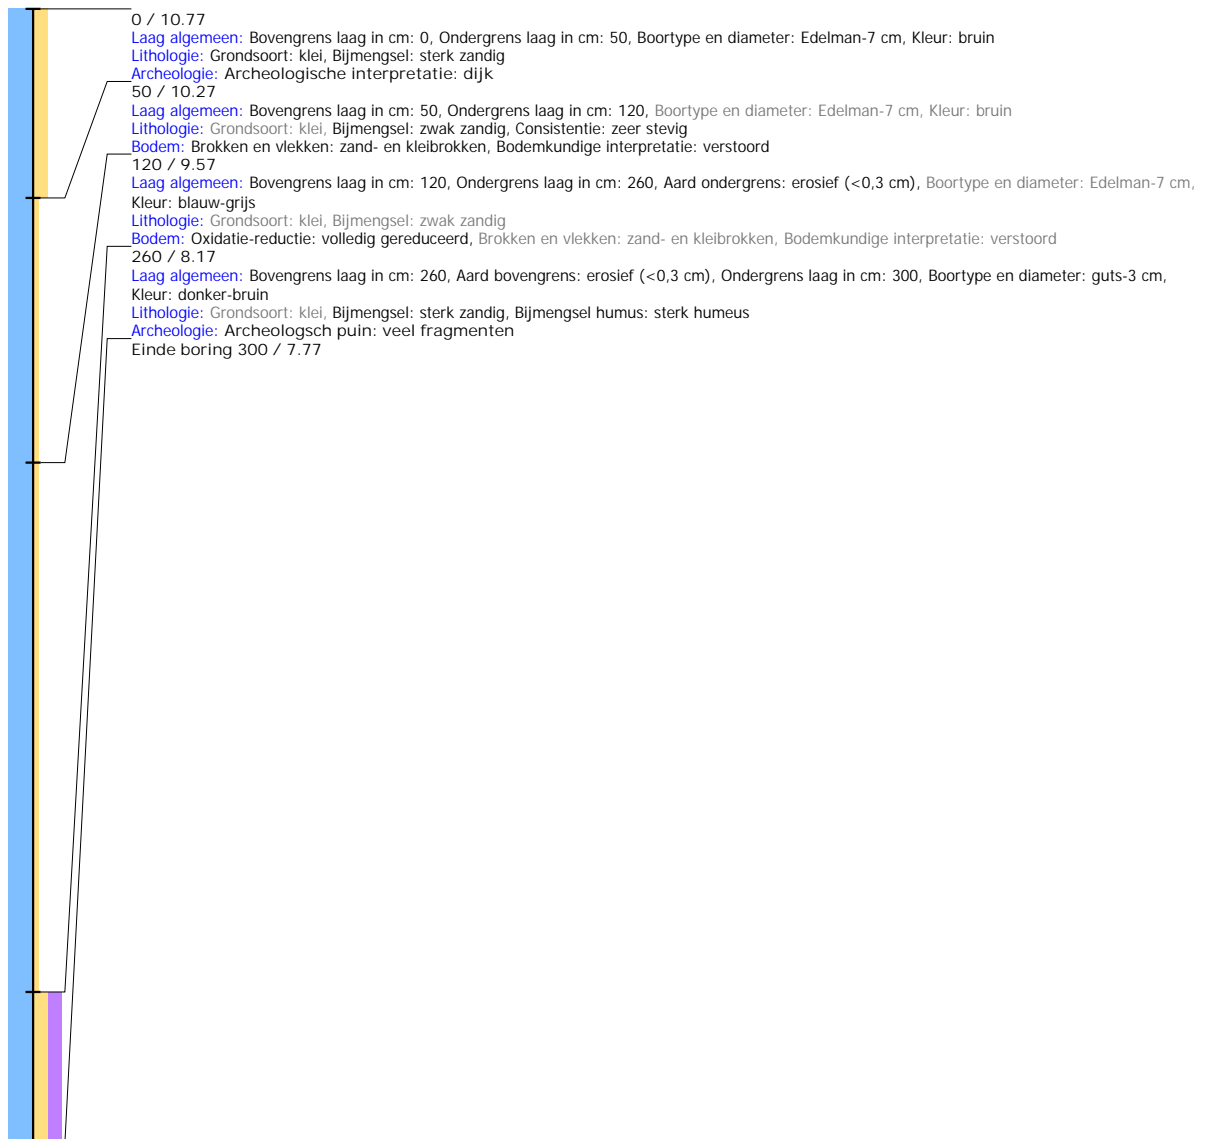 0 / 10.77
Laag algemeen: Bovengrens laag in cm: 0, Ondergrens laag in cm: 50, Boortype en diameter: Edelman-7 cm, Kleur: bruin
Lithologie: Grondsoort: klei, Bijmengsel: sterk zandig
Archeologie: Archeologische interpretatie: dijk
50 / 10.27
Laag algemeen: Bovengrens laag in cm: 50, Ondergrens laag in cm: 120, Boortype en diameter: Edelman-7 cm, Kleur: bruin
Lithologie: Grondsoort: klei, Bijmengsel: zwak zandig, Consistentie: zeer stevig
Bodem: Brokken en vlekken: zand- en kleibrokken, Bodemkundige interpretatie: verstoord
120 / 9.57
Laag algemeen: Bovengrens laag in cm: 120, Ondergrens laag in cm: 260, Aard ondergrens: erosief (<0,3 cm), Boortype en diameter: Edelman-7 cm,
Kleur: blauw-grijs
Lithologie: Grondsoort: klei, Bijmengsel: zwak zandig
Bodem: Oxidatie-reductie: volledig gereduceerd, Brokken en vlekken: zand- en kleibrokken, Bodemkundige interpretatie: verstoord
260 / 8.17
Laag algemeen: Bovengrens laag in cm: 260, Aard bovengrens: erosief (<0,3 cm), Ondergrens laag in cm: 300, Boortype en diameter: guts-3 cm,
Kleur: donker-bruin
Lithologie: Grondsoort: klei, Bijmengsel: sterk zandig, Bijmengsel humus: sterk humeus
Archeologie: Archeologsch puin: veel fragmenten
Einde boring 300 / 7.77